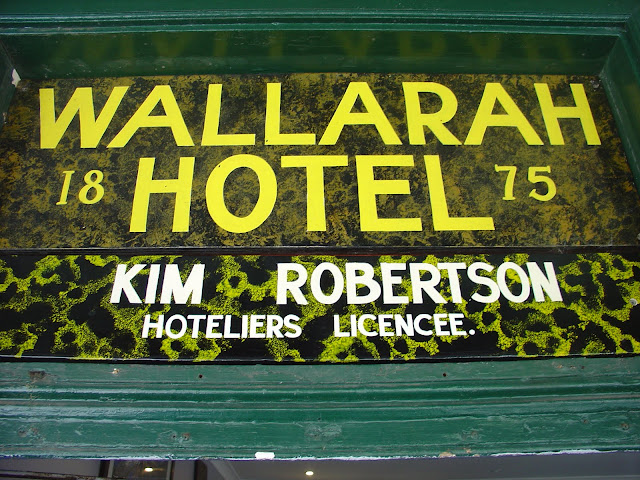 WALLARAH
18 HOTEL 75
KIM ROBERTSON
HOTELIERS LICENCEE.